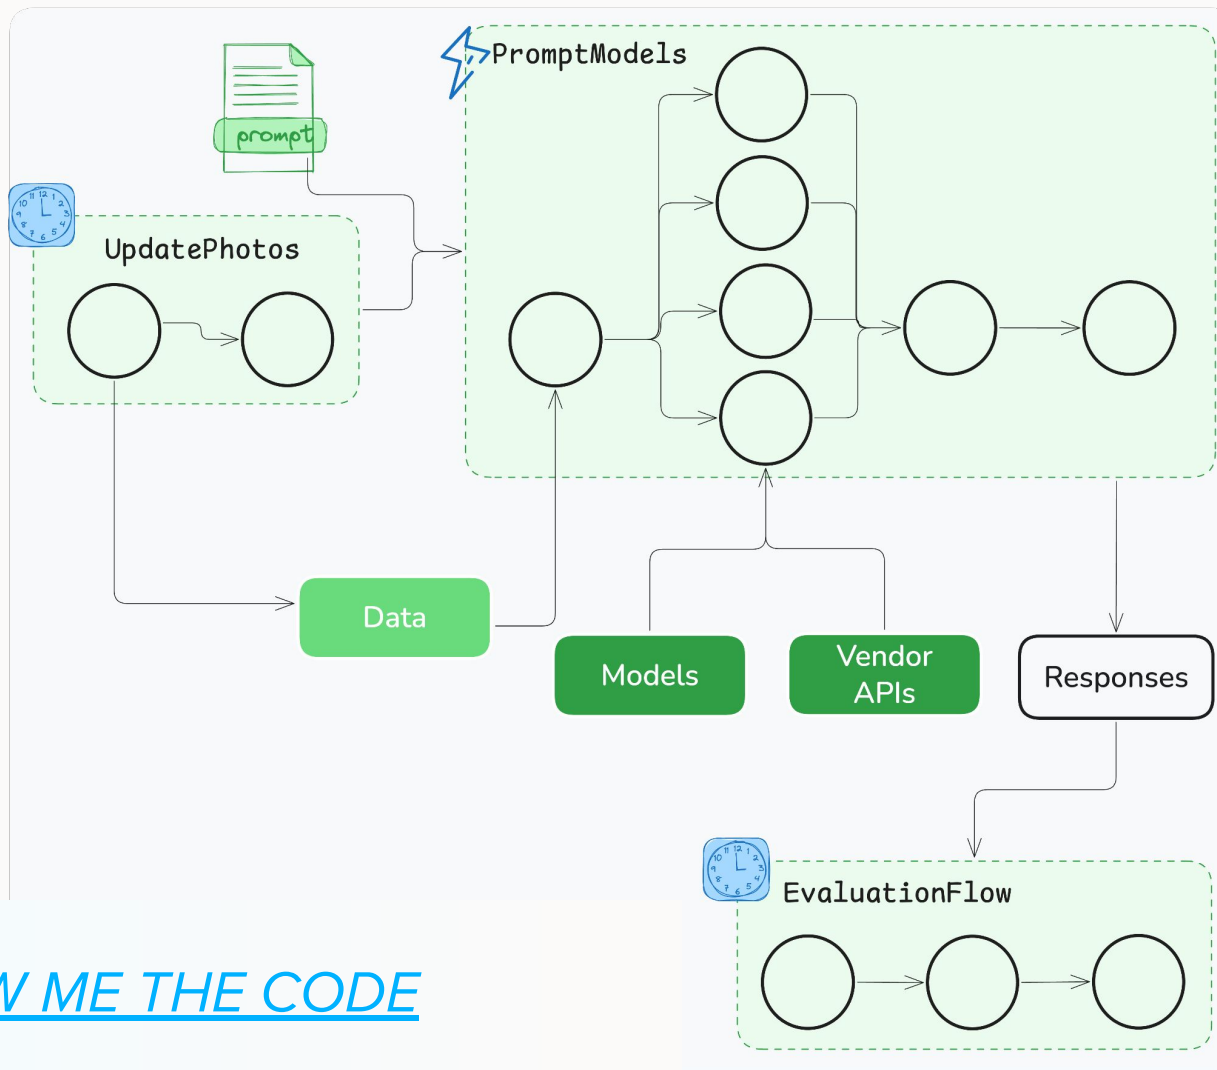 PromptModels
prompt
UpdatePhotos
Data
Models
Vendor
APIs
Responses
EvaluationFlow
ME THE CODE